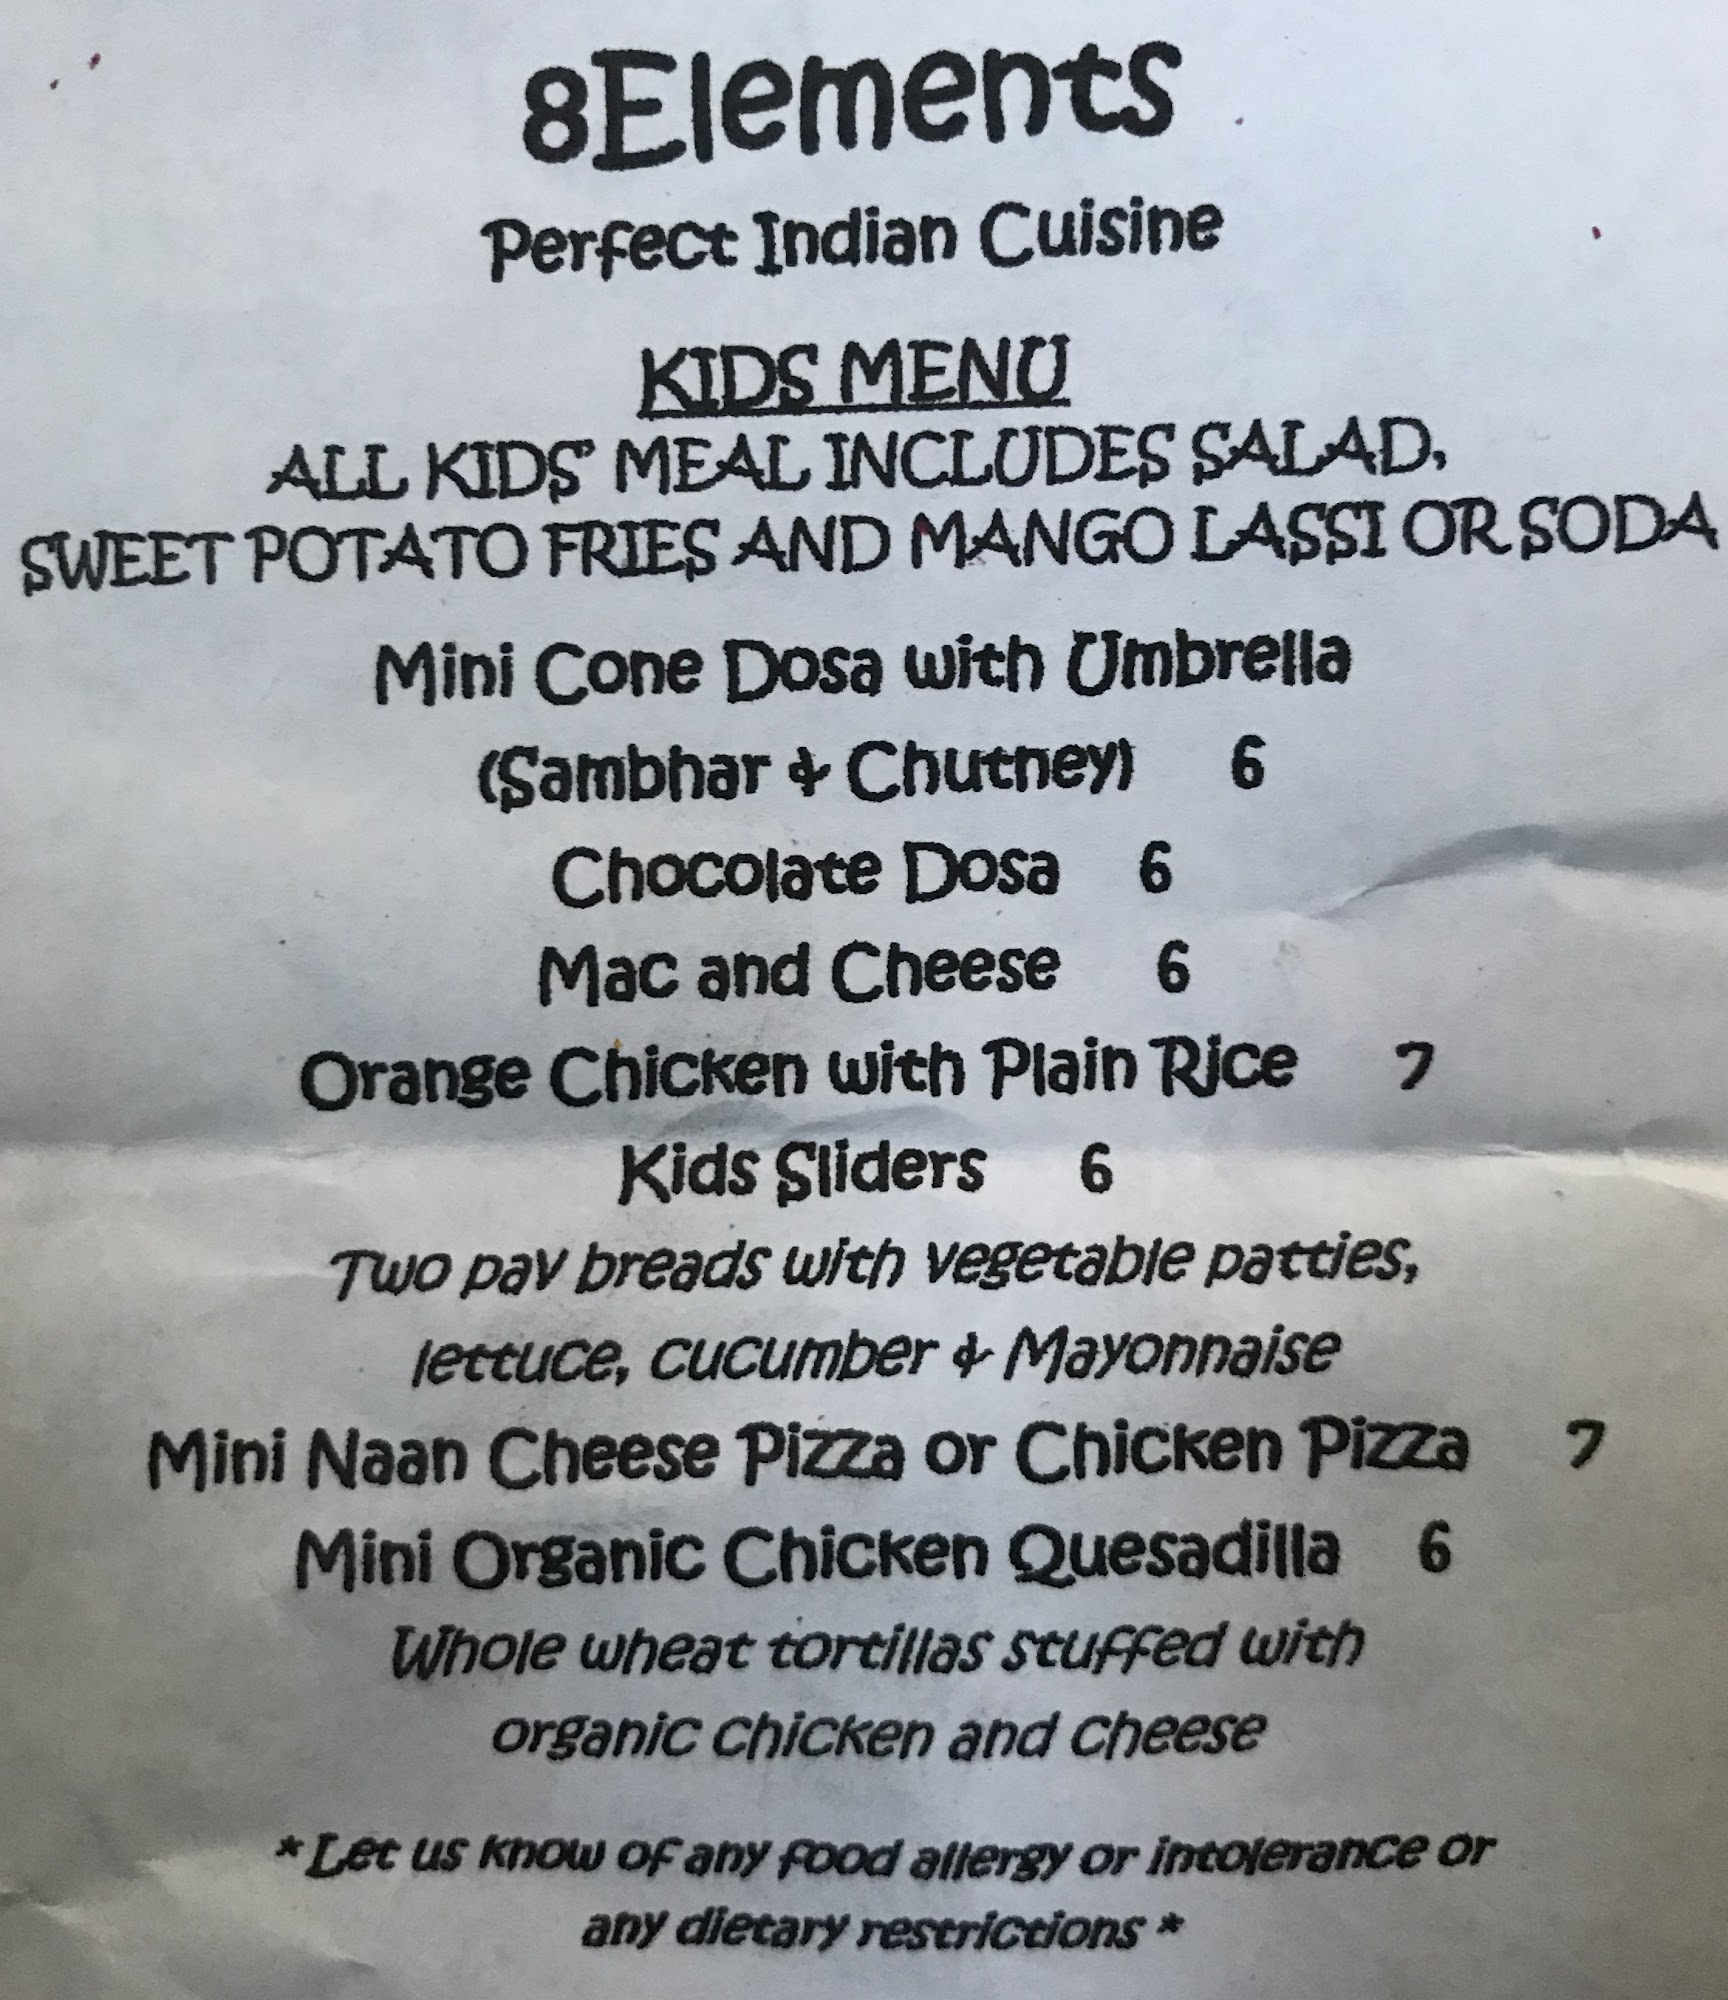 8Elements
Perfect Indian Cuisine
KIDS MENU
ALL KIDS' MEAL INCLUDES SALAD,
SWEET POTATO FRIES AND MANGO LASSI OR SODA
Mini Cone Dosa with Umbrella
(Sambhar & Chutney) 6
Chocolate Dosa 6
Mac and Cheese 6
Orange Chicken with Plain Rice 7
Kids Sliders 6
Two pav breads with vegetable patties,
lettuce, cucumber & Mayonnaise
Mini Naan Cheese Pizza or Chicken Pizza 7
Mini Organic Chicken Quesadilla 6
Whole wheat tortillas stuffed with
organic chicken and cheese
* Let us know of any food allergy or intolerance or
any dietary restrictions *